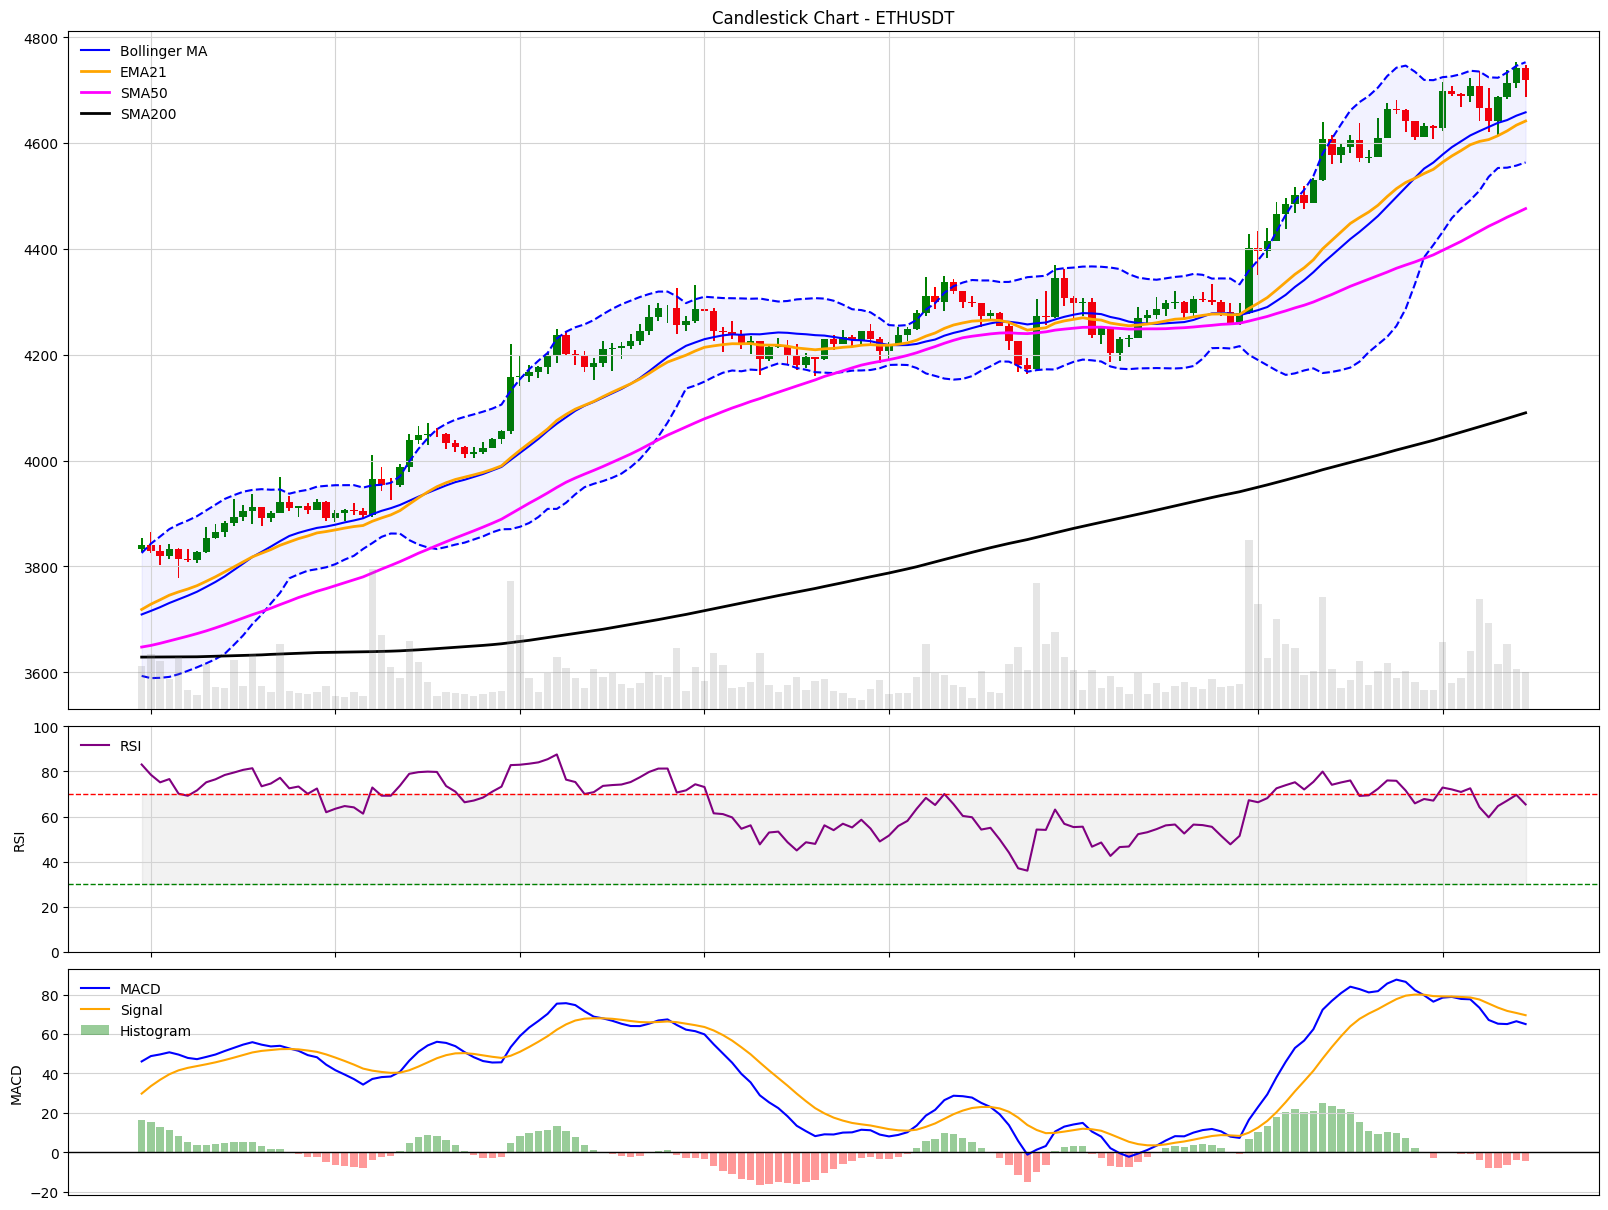 Candlestick Chart - ETHUSDT
Bollinger MA
EMA21
SMA50
SMA200
4800
4600
4400
4200
4000
3800
3600
RSI
100
80
60
40
20
0
RSI
MACD
Signal
Histogram
80
60
40
20
0
−20
MACD